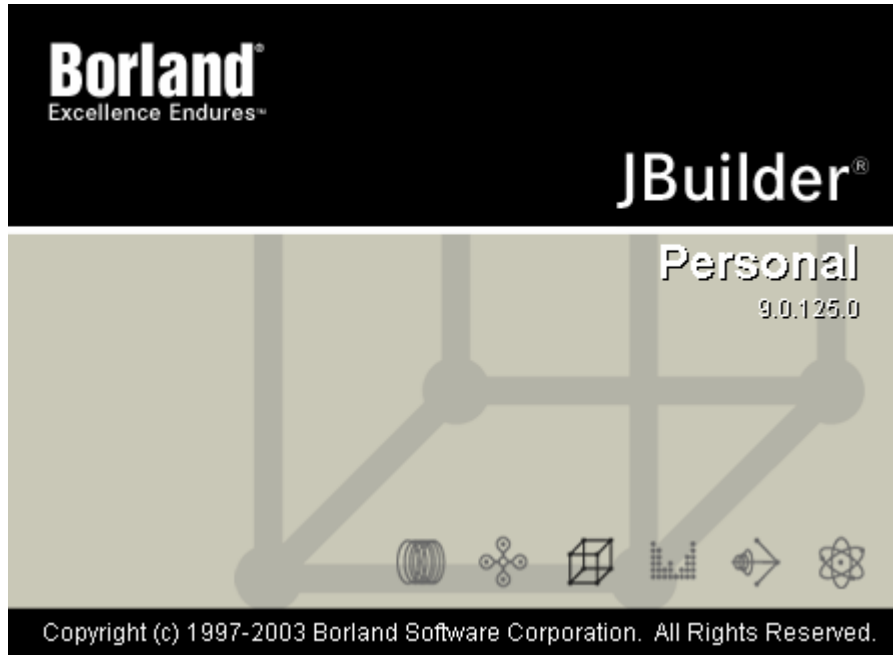 Borland®
Excellence Endures™
JBuilder®
Personal
9.0.125.0
Copyright (c) 1997-2003 Borland Software Corporation. All Rights Reserved.